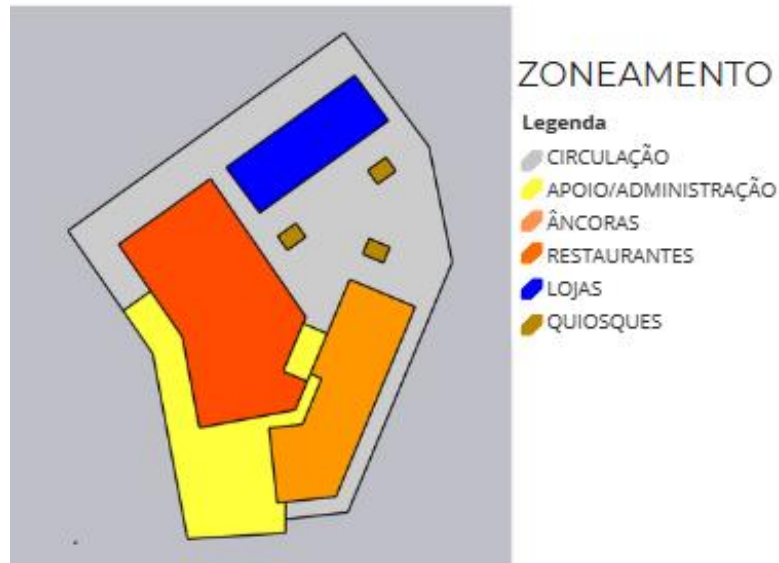 ZONEAMENTO
Legenda
CIRCULAÇÃO
APOIO/ADMINISTRAÇÃO
ÂNCORAS
RESTAURANTES
LOJAS
QUIOSQUES